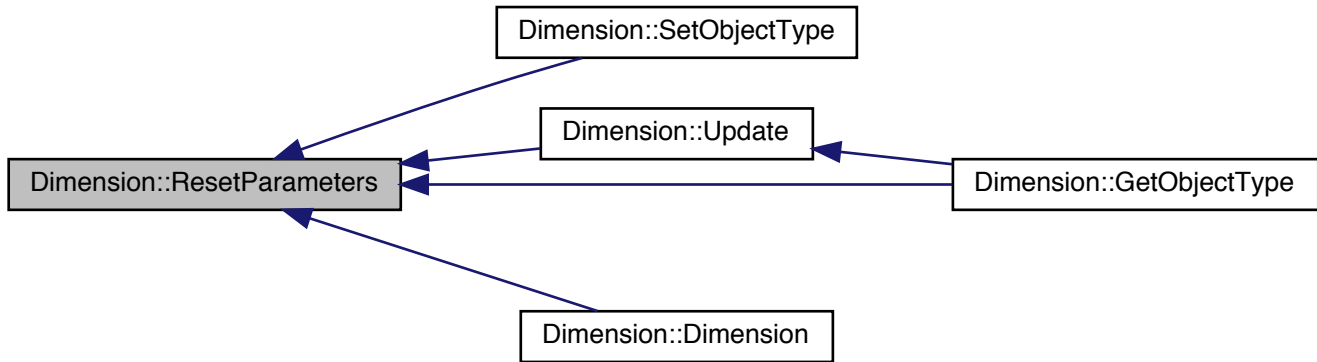 Dimension::SetObjectType
Dimension::Update
Dimension::ResetParameters
Dimension::GetObjectType
Dimension::Dimension